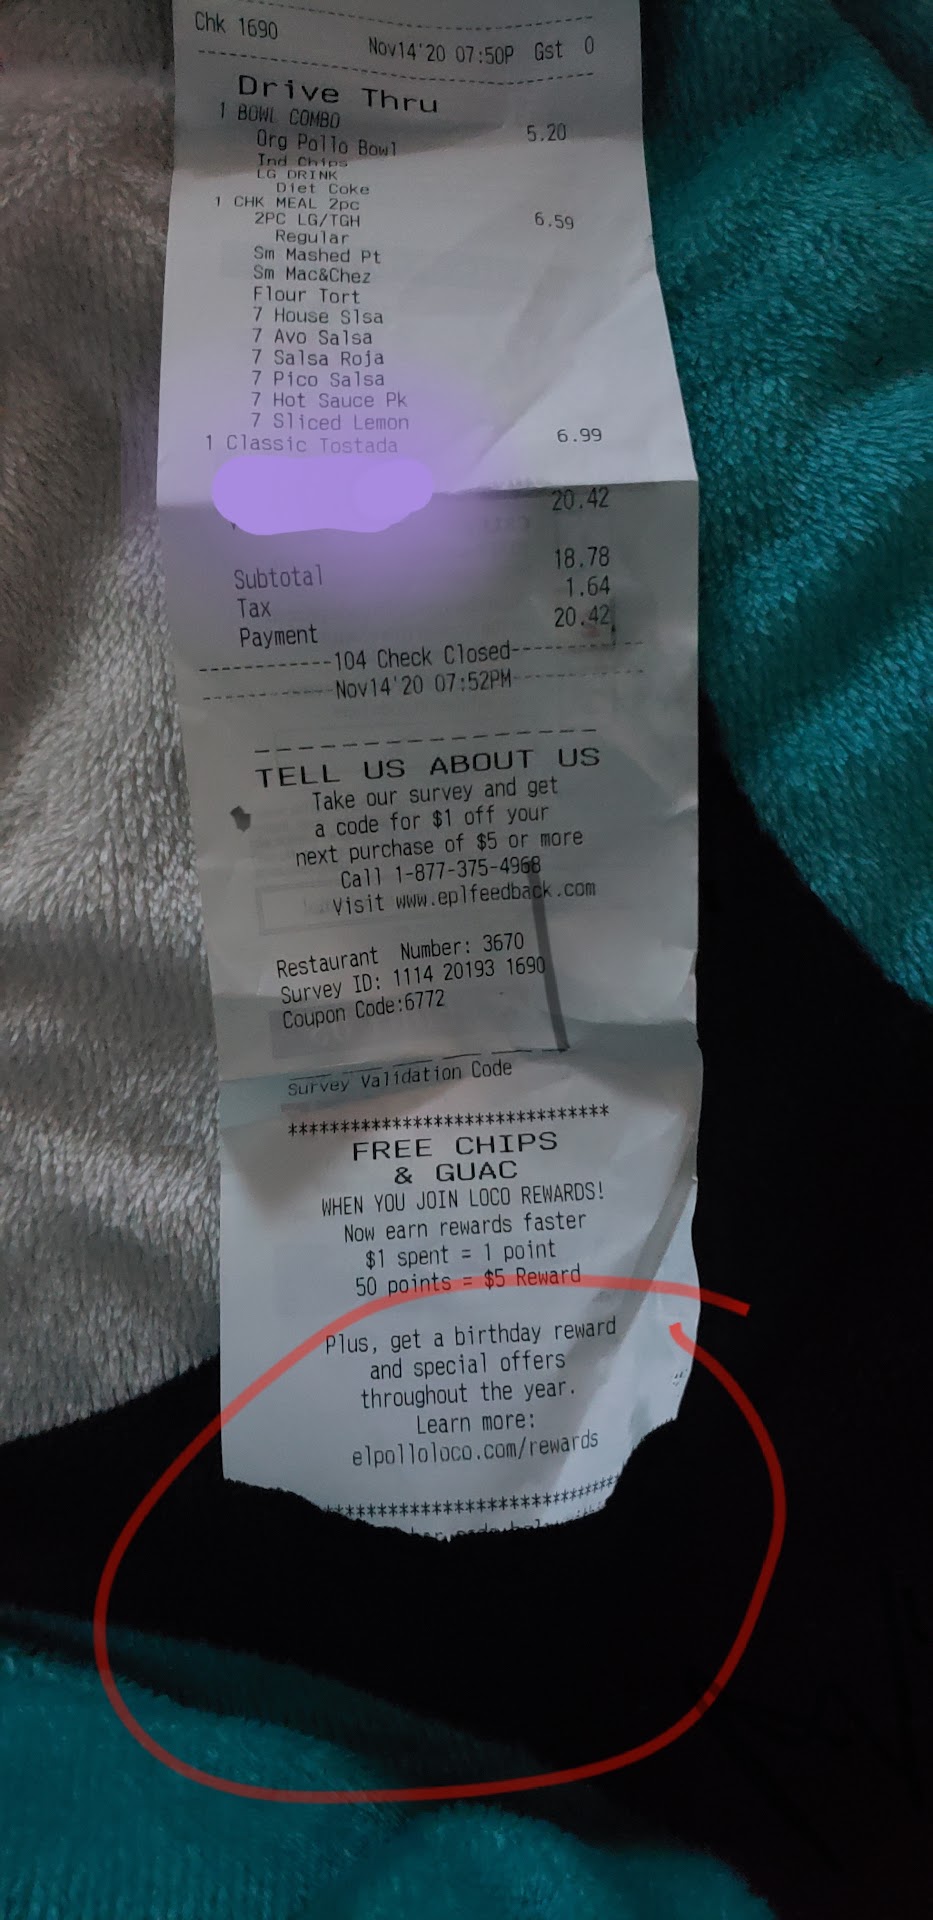 Chk 1690
Nov14'20 07:50P Gst 0
Drive Thru
1 BOWL COMBO 5.20
Org Pollo Bowl
Ind Chips
LG DRINK
Diet Coke
1 CHK MEAL 2pc 6.59
2PC LG/TGH
Regular
Sm Mashed Pt
Sm Mac&Chez
Flour Tort
7 House Slsa
7 Avo Salsa
7 Salsa Roja
7 Pico Salsa
7 Hot Sauce Pk
7 Sliced Lemon
1 Classic Tostada 6.99
20.42
Subtotal 18.78
Tax 1.64
Payment 20.42
-----------104 Check Closed-----------
-----------Nov14'20 07:52PM-----------
TELL US ABOUT US
Take our survey and get
a code for $1 off your
next purchase of $5 or more
Call 1-877-375-4968
Visit www.eplfeedback.com
Restaurant Number: 3670
Survey ID: 1114 20193 1690
Coupon Code:6772
Survey Validation Code
******************************
FREE CHIPS
& GUAC
WHEN YOU JOIN LOCO REWARDS!
Now earn rewards faster
$1 spent = 1 point
50 points = $5 Reward
Plus, get a birthday reward
and special offers
throughout the year.
Learn more:
elpolloloco.com/rewards
******************************